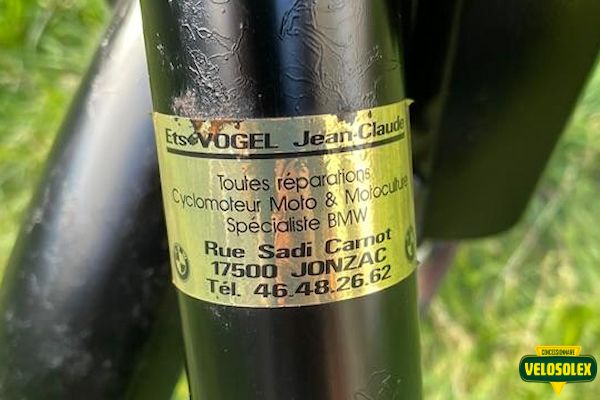 Ets VOGEL Jean-Claude
Toutes réparations
Cyclomoteur Moto & Motoculture
Spécialiste BMW
Rue Sadi Carnot
17500 JONZAC
Tél. 46.48.26.62
CONCESSIONNAIRE
VELOSOLEX